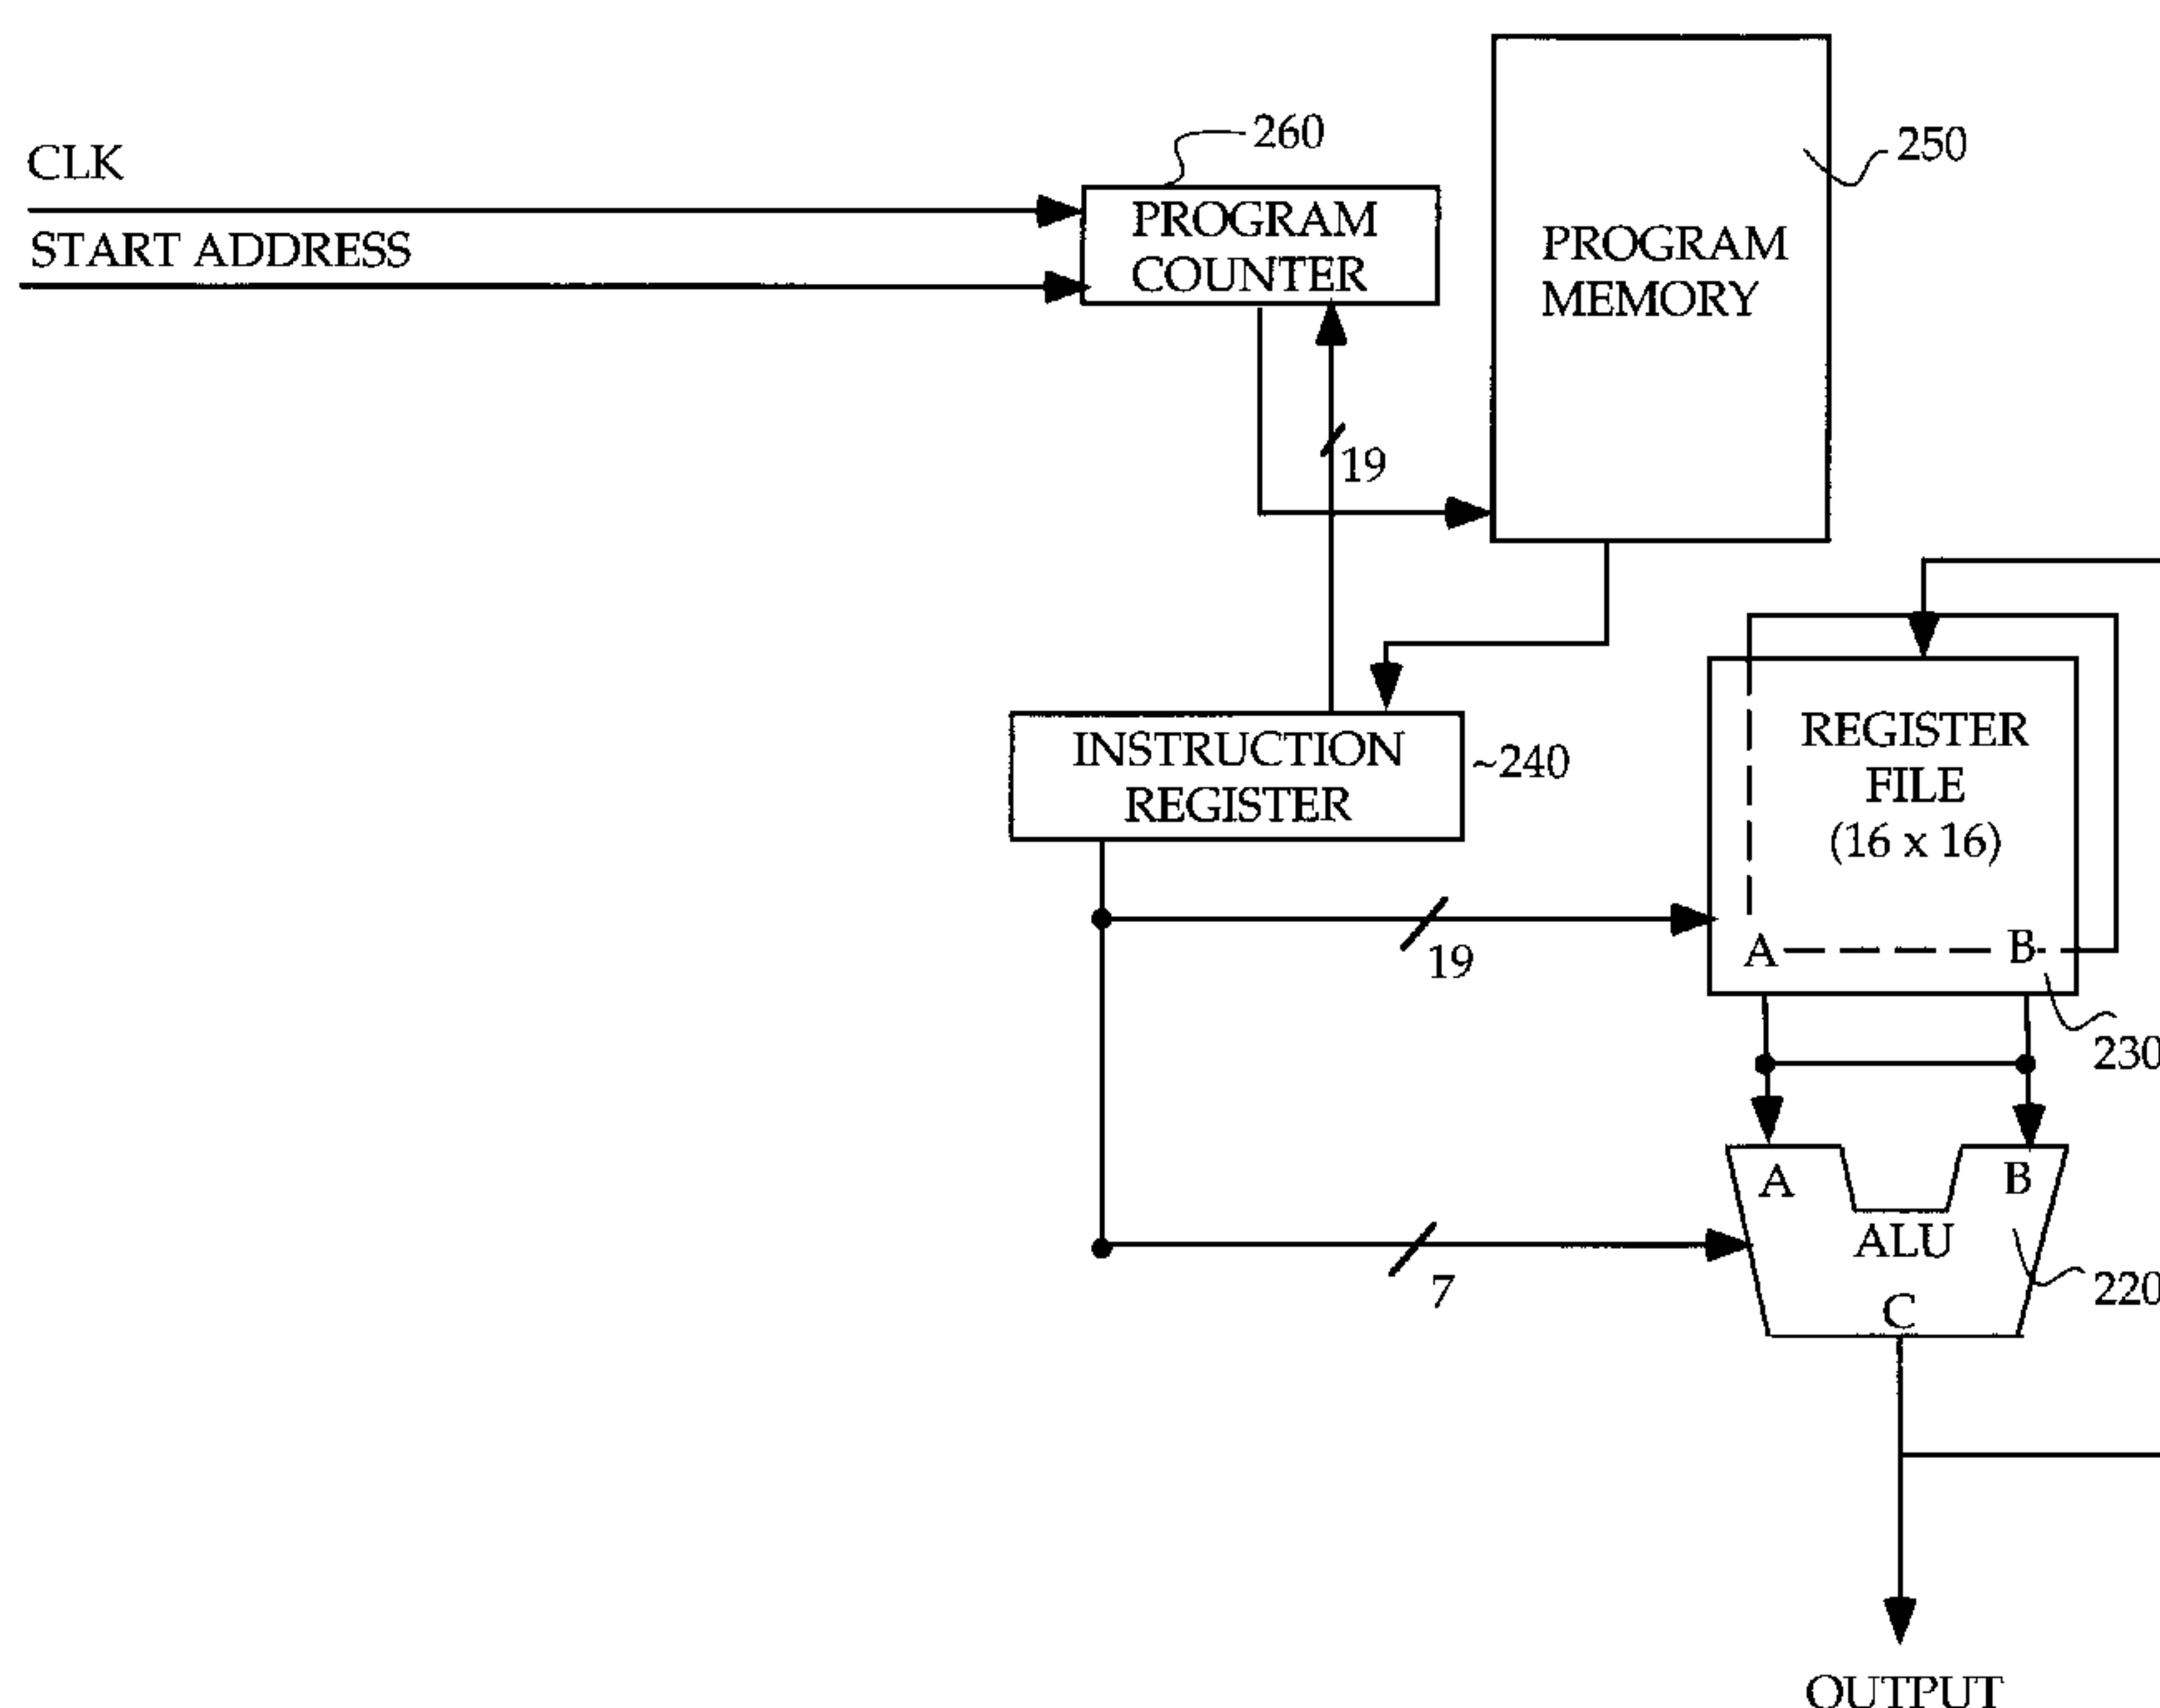 260
250
CLK
PROGRAM
COUNTER
START ADDRESS
PROGRAM
MEMORY
19
REGISTER
FILE
(16 x 16)
INSTRUCTION
REGISTER
~240
19
A
B
230
A
B
ALU
220
7
C
OUTPUT